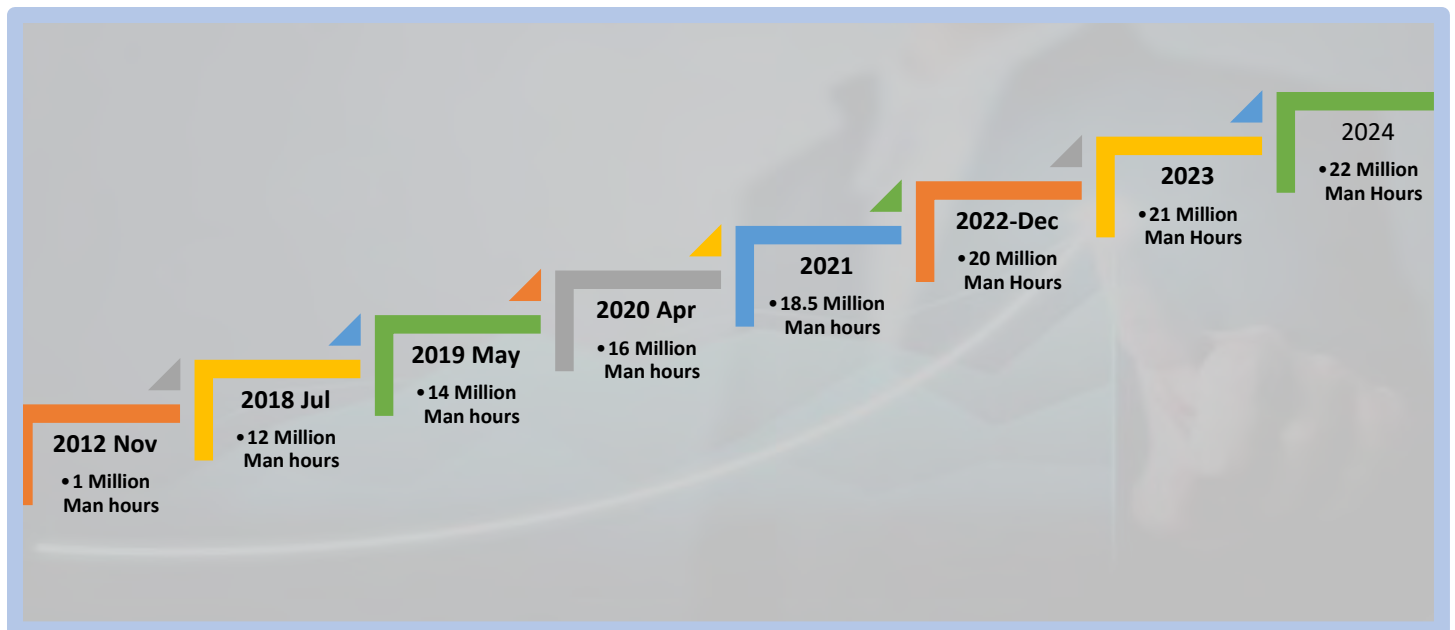 2012 Nov
•1 Million
Man hours
2018 Jul
•12 Million
Man hours
2019 May
•14 Million
Man hours
2020 Apr
•16 Million
Man hours
2021
•18.5 Million
Man hours
2022-Dec
•20 Million
Man Hours
2023
•21 Million
Man Hours
2024
•22 Million
Man Hours